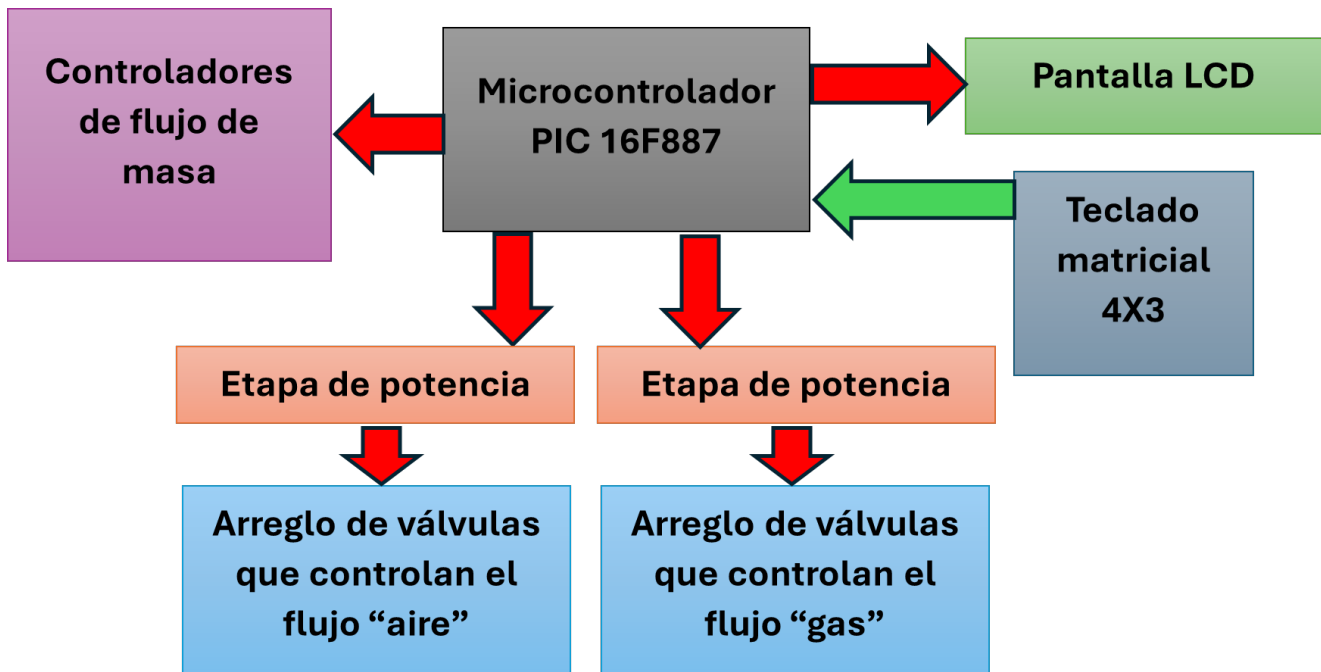 Controladores
de flujo de
masa
Microcontrolador
PIC 16F887
Pantalla LCD
Teclado
matricial
4X3
Etapa de potencia
Etapa de potencia
Arreglo de válvulas
que controlan el
flujo “aire”
Arreglo de válvulas
que controlan el
flujo “gas”